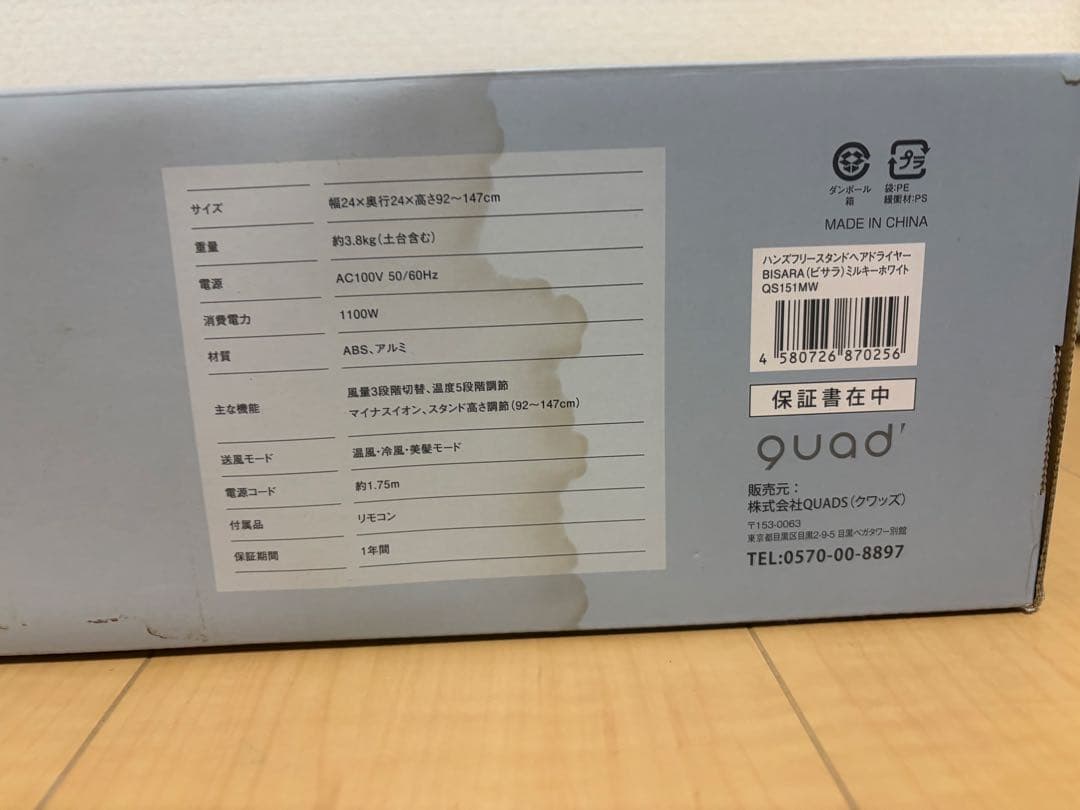 サイズ 幅24×奥行24×高さ92〜147cm
重量 約3.8kg(土台含む)
電源 AC100V 50/60Hz
消費電力 1100W
材質 ABS、アルミ
主な機能 風量3段階切替、温度5段階調節
マイナスイオン、スタンド高さ調節(92〜147cm)
送風モード 温風・冷風・美髪モード
電源コード 約1.75m
付属品 リモコン
保証期間 1年間
プラ
ダンボール
箱
袋:PE
緩衝材:PS
MADE IN CHINA
ハンズフリースタンドヘアドライヤー
BISARA(ビサラ)ミルキーホワイト
QS151MW
4 580726 870256
保証書在中
quad'
販売元:
株式会社QUADS(クワッズ)
〒153-0063
東京都目黒区目黒2-9-5 目黒ベガタワー別館
TEL:0570-00-8897